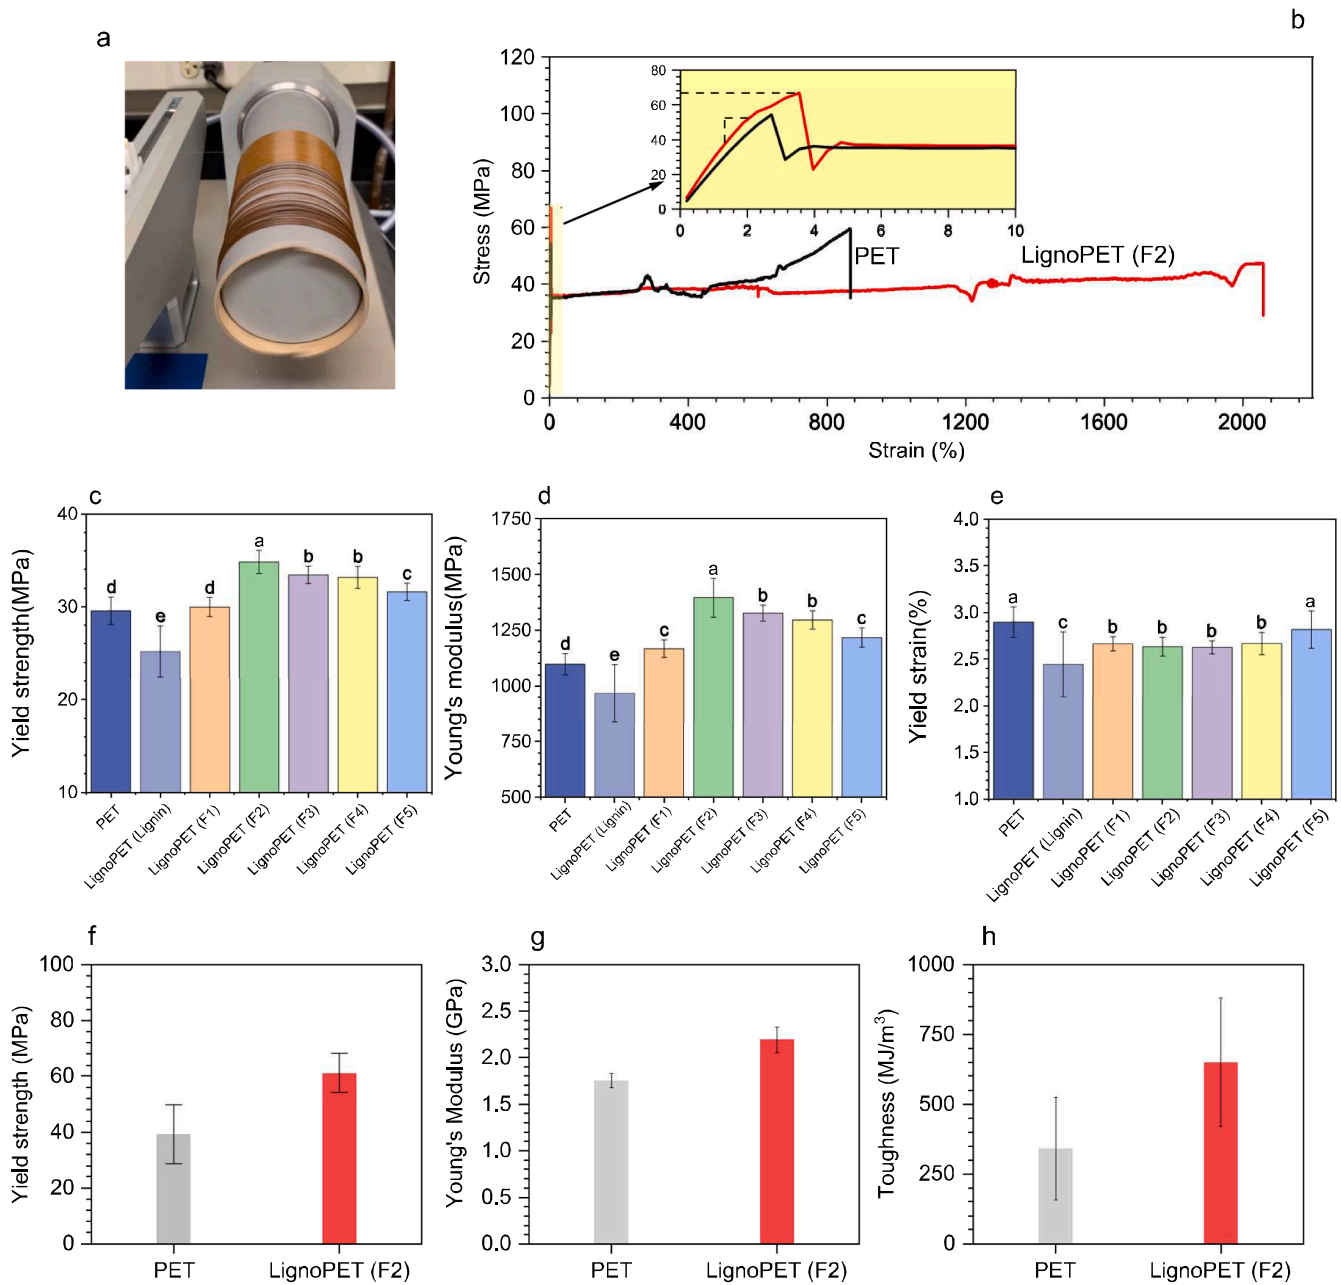 a
b
120
100
80
60
40
20
0
Stress (MPa)
80
60
40
20
0
0
2
4
6
8
10
PET
LignoPET (F2)
0
400
800
1200
1600
2000
Strain (%)
c
40
30
20
10
Yield strength(MPa)
d
e
d
a
b
b
c
PET
LignoPET (Lignin)
LignoPET (F1)
LignoPET (F2)
LignoPET (F3)
LignoPET (F4)
LignoPET (F5)
d
1750
1500
1250
1000
750
500
Young's modulus(MPa)
d
e
c
a
b
b
c
PET
LignoPET (Lignin)
LignoPET (F1)
LignoPET (F2)
LignoPET (F3)
LignoPET (F4)
LignoPET (F5)
e
4.0
3.5
3.0
2.5
2.0
1.5
1.0
Yield strain(%)
a
c
b
b
b
b
a
PET
LignoPET (Lignin)
LignoPET (F1)
LignoPET (F2)
LignoPET (F3)
LignoPET (F4)
LignoPET (F5)
f
100
80
60
40
20
0
Yield strength (MPa)
PET
LignoPET (F2)
g
3.0
2.5
2.0
1.5
1.0
0.5
0.0
Young's Modulus (GPa)
PET
LignoPET (F2)
h
1000
750
500
250
0
Toughness (MJ/m³)
PET
LignoPET (F2)